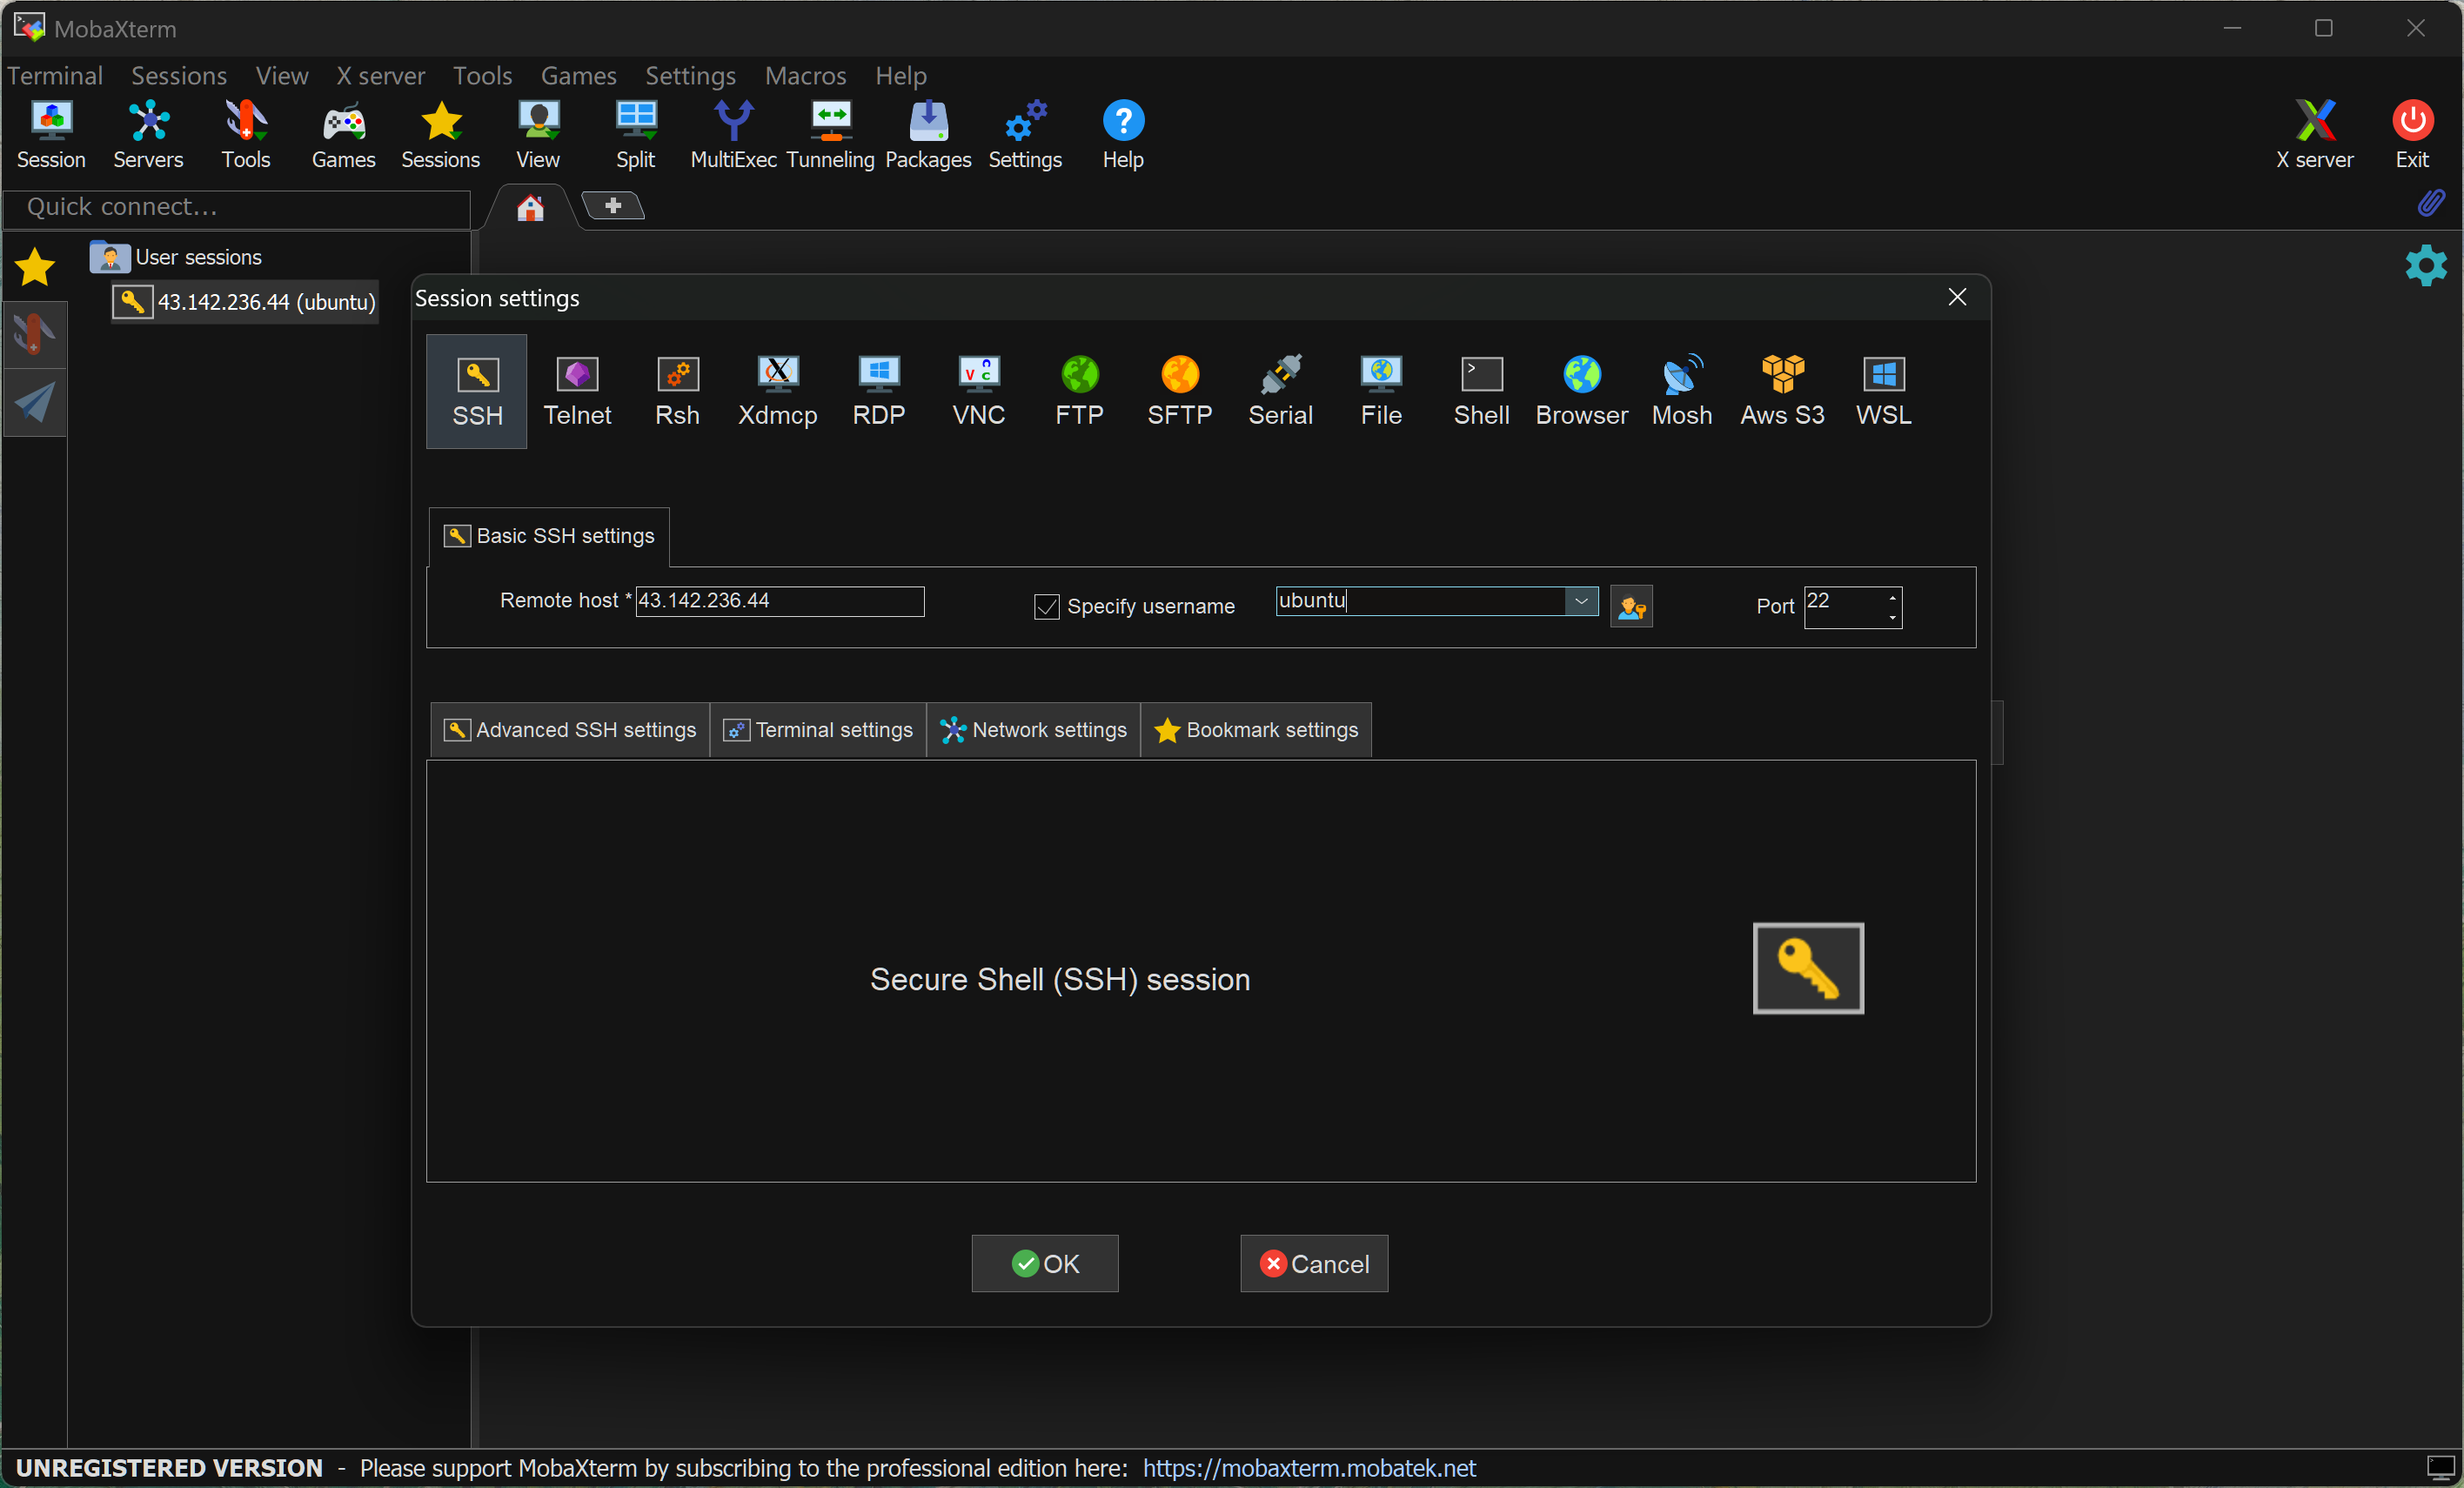 MobaXterm
Terminal Sessions View X server Tools Games Settings Macros Help
Session Servers Tools Games Sessions View Split MultiExec Tunneling Packages Settings Help X server Exit
Quick connect...
User sessions
43.142.236.44 (ubuntu)
Session settings
SSH Telnet Rsh Xdmcp RDP VNC FTP SFTP Serial File Shell Browser Mosh Aws S3 WSL
Basic SSH settings
Remote host * 43.142.236.44 Specify username ubuntu Port 22
Advanced SSH settings Terminal settings Network settings Bookmark settings
Secure Shell (SSH) session
OK Cancel
UNREGISTERED VERSION - Please support MobaXterm by subscribing to the professional edition here: https://mobaxterm.mobatek.net